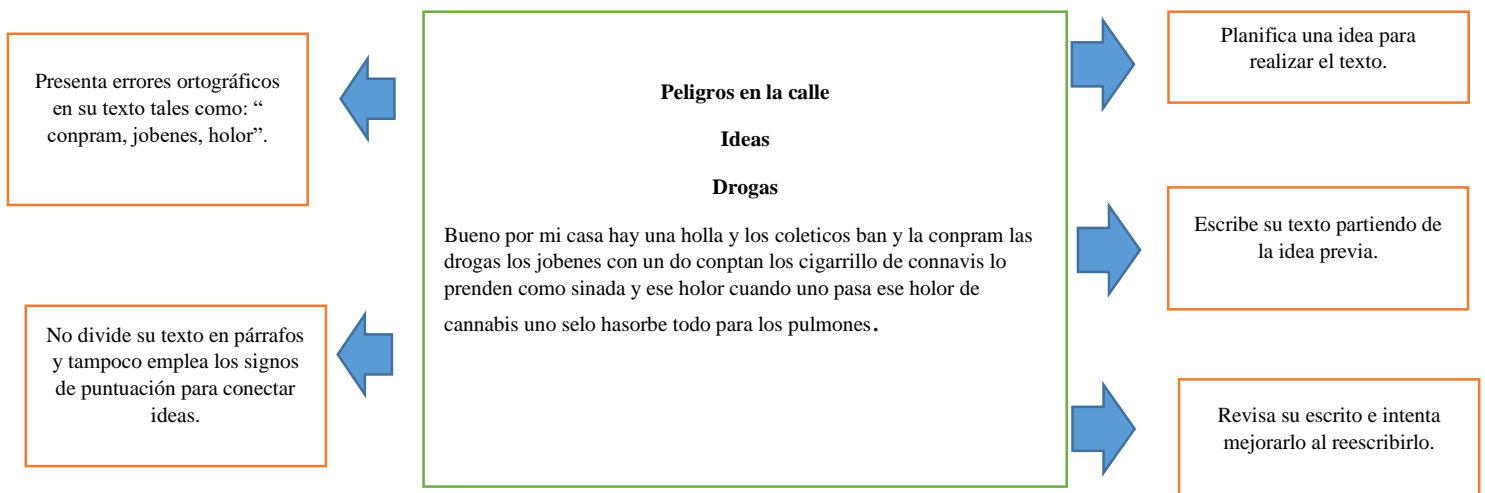 Presenta errores ortográficos
en su texto tales como: “
conpram, jobenes, holor”.
No divide su texto en párrafos
y tampoco emplea los signos
de puntuación para conectar
ideas.
Peligros en la calle
Ideas
Drogas
Bueno por mi casa hay una holla y los coleticos ban y la conpram las
drogas los jobenes con un do conptan los cigarrillo de connavis lo
prenden como sinada y ese holor cuando uno pasa ese holor de
cannabis uno selo hasorbe todo para los pulmones.
Planifica una idea para
realizar el texto.
Escribe su texto partiendo de
la idea previa.
Revisa su escrito e intenta
mejorarlo al reescribirlo.